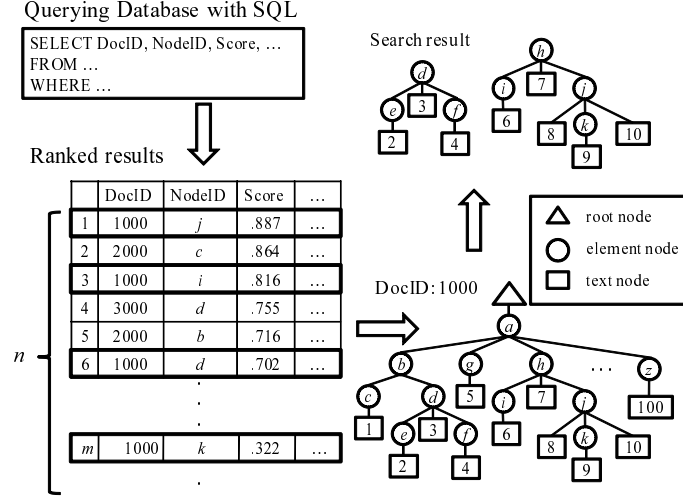 Querying Database with SQL
SELECT DocID, NodeID, Score, …
FROM …
WHERE …
Search result
d
e 3 f
2 4
h
i 7 j
6 8 k 10
9
Ranked results
DocID NodeID Score …
1 1000 j .887 …
2 2000 c .864 …
3 1000 i .816 …
4 3000 d .755 …
5 2000 b .716 …
6 1000 d .702 …
m 1000 k .322 …
n
root node
element node
text node
DocID:1000
a
b g h … z
c d 5 i 7 j 100
1 e 3 f 6 8 k 10
2 4 9